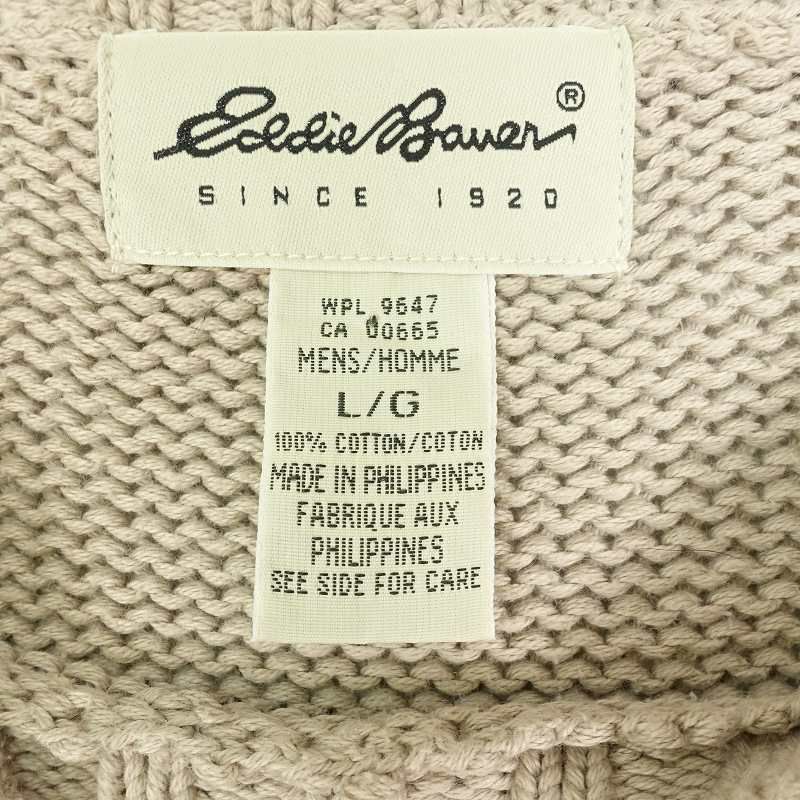 Eddie Bauer®
SINCE 1920
WPL 9647
CA 00665
MENS/HOMME
L/G
100% COTTON/COTON
MADE IN PHILIPPINES
FABRIQUE AUX
PHILIPPINES
SEE SIDE FOR CARE